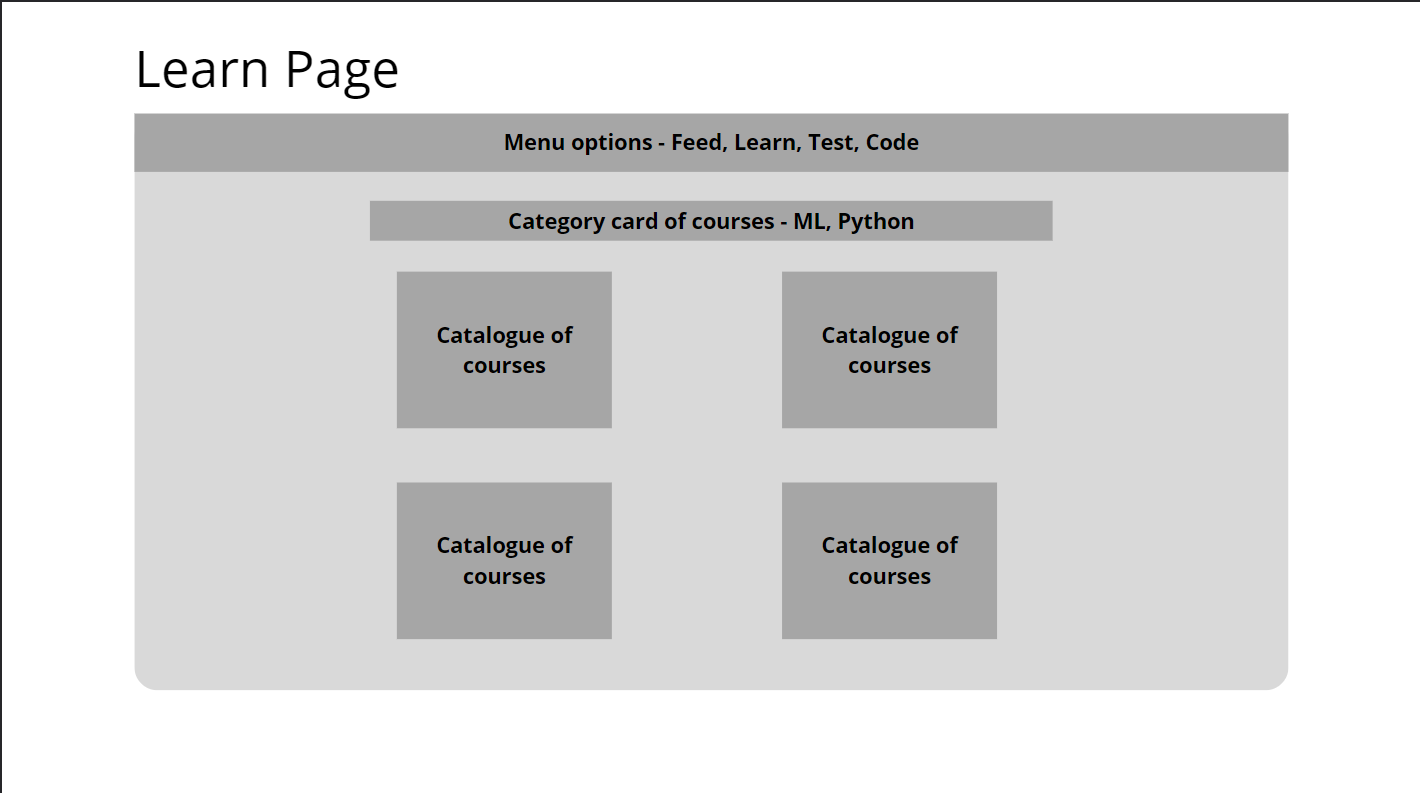 Learn Page
Menu options - Feed, Learn, Test, Code
Category card of courses - ML, Python
Catalogue of
courses
Catalogue of
courses
Catalogue of
courses
Catalogue of
courses